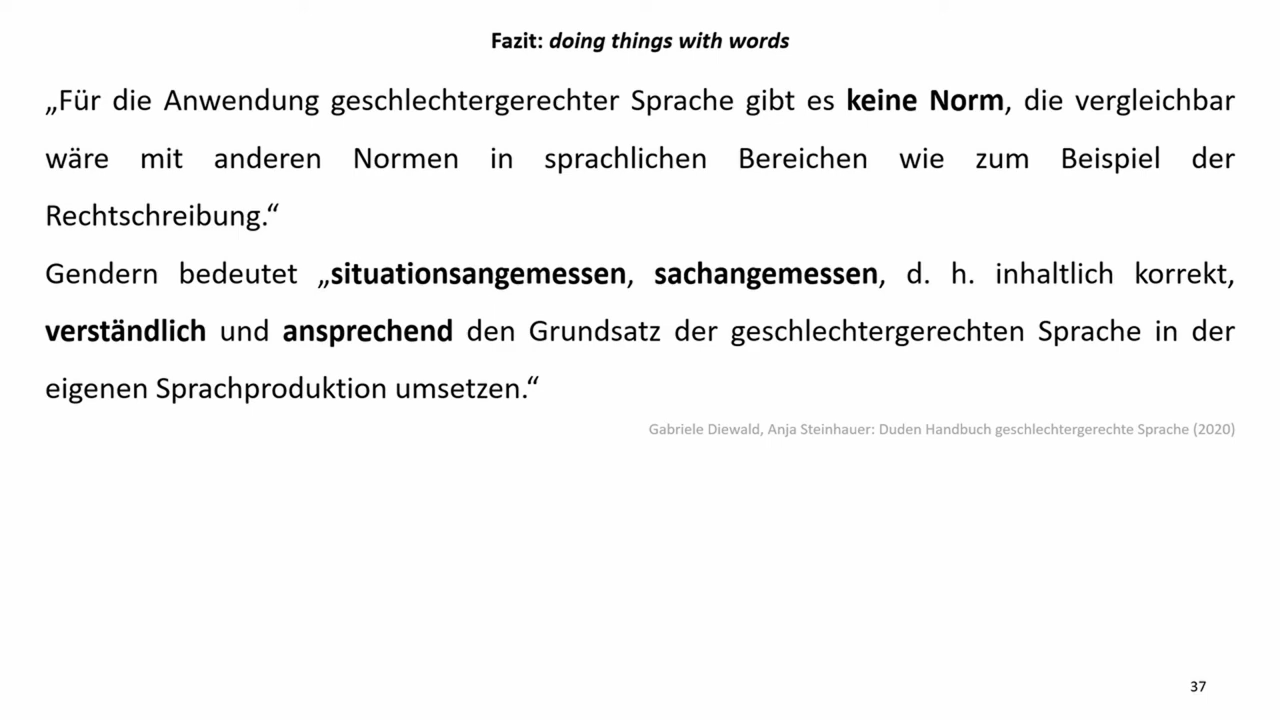 Fazit: doing things with words
„Für die Anwendung geschlechtergerechter Sprache gibt es keine Norm, die vergleichbar
wäre mit anderen Normen in sprachlichen Bereichen wie zum Beispiel der
Rechtschreibung.“
Gendern bedeutet „situationsangemessen, sachangemessen, d. h. inhaltlich korrekt,
verständlich und ansprechend den Grundsatz der geschlechtergerechten Sprache in der
eigenen Sprachproduktion umsetzen.“
Gabriele Diewald, Anja Steinhauer: Duden Handbuch geschlechtergerechte Sprache (2020)
37